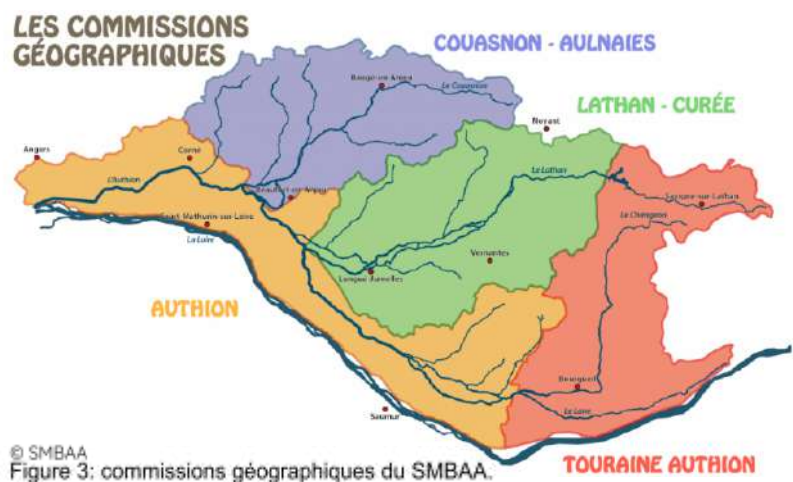 LES COMMISSIONS
GÉOGRAPHIQUES
COUASNON - AULNAIES
Le Couasnon
LATHAN - CURÉE
Noyant
Angers
Corné
Le Lathan
L'Authion
Savigné-sur-Lathan
Le Changeon
Saint-Mathurin-sur-Loire
La Loire
Vernantes
AUTHION
Bourgueil
La Loire
Saumur
© SMBAA
TOURAINE AUTHION
Figure 3: commissions géographiques du SMBAA.